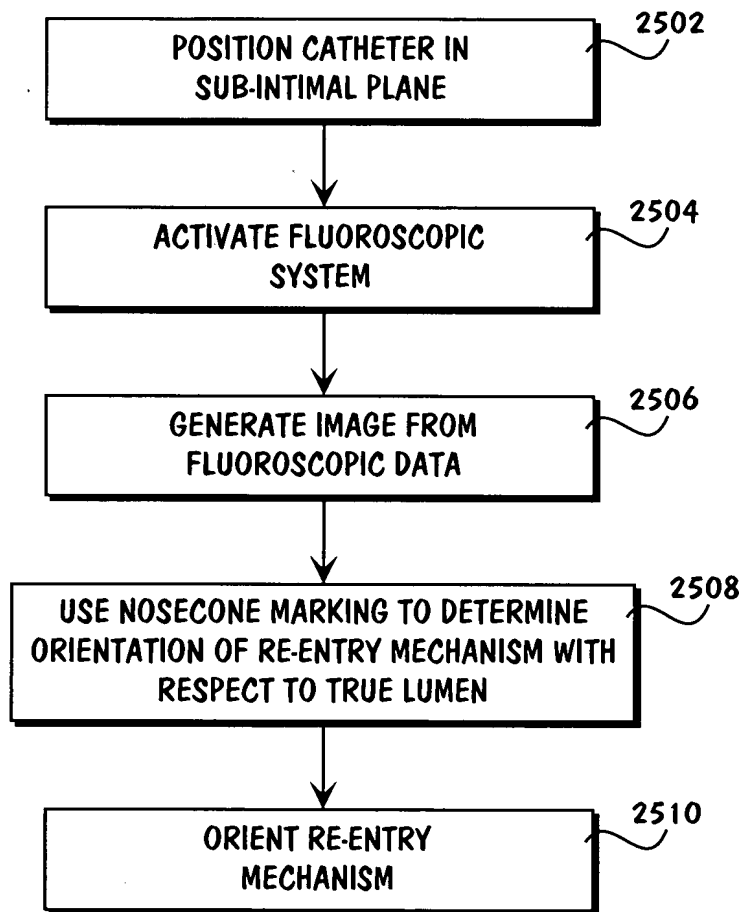 2502
POSITION CATHETER IN
SUB-INTIMAL PLANE
2504
ACTIVATE FLUOROSCOPIC
SYSTEM
2506
GENERATE IMAGE FROM
FLUOROSCOPIC DATA
2508
USE NOSECONE MARKING TO DETERMINE
ORIENTATION OF RE-ENTRY MECHANISM WITH
RESPECT TO TRUE LUMEN
2510
ORIENT RE-ENTRY
MECHANISM